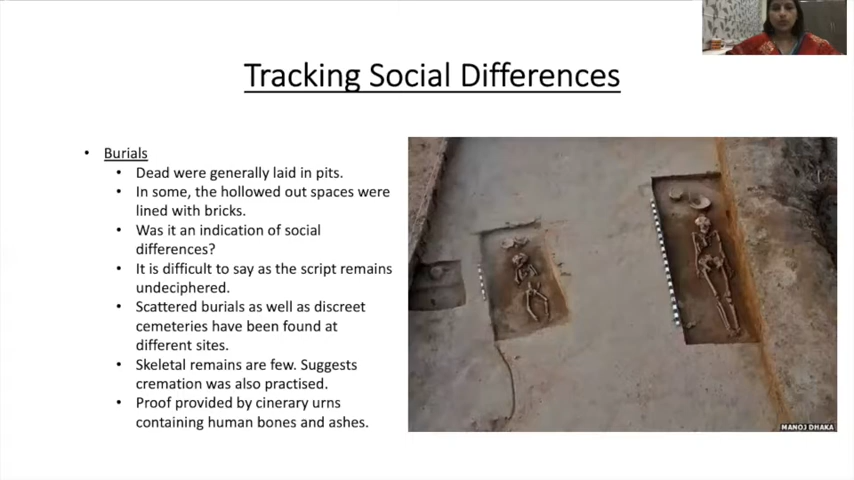 Tracking Social Differences
• Burials
• Dead were generally laid in pits.
• In some, the hollowed out spaces were
lined with bricks.
• Was it an indication of social
differences?
• It is difficult to say as the script remains
undeciphered.
• Scattered burials as well as discreet
cemeteries have been found at
different sites.
• Skeletal remains are few. Suggests
cremation was also practised.
• Proof provided by cinerary urns
containing human bones and ashes.
MANOJ DHAKA